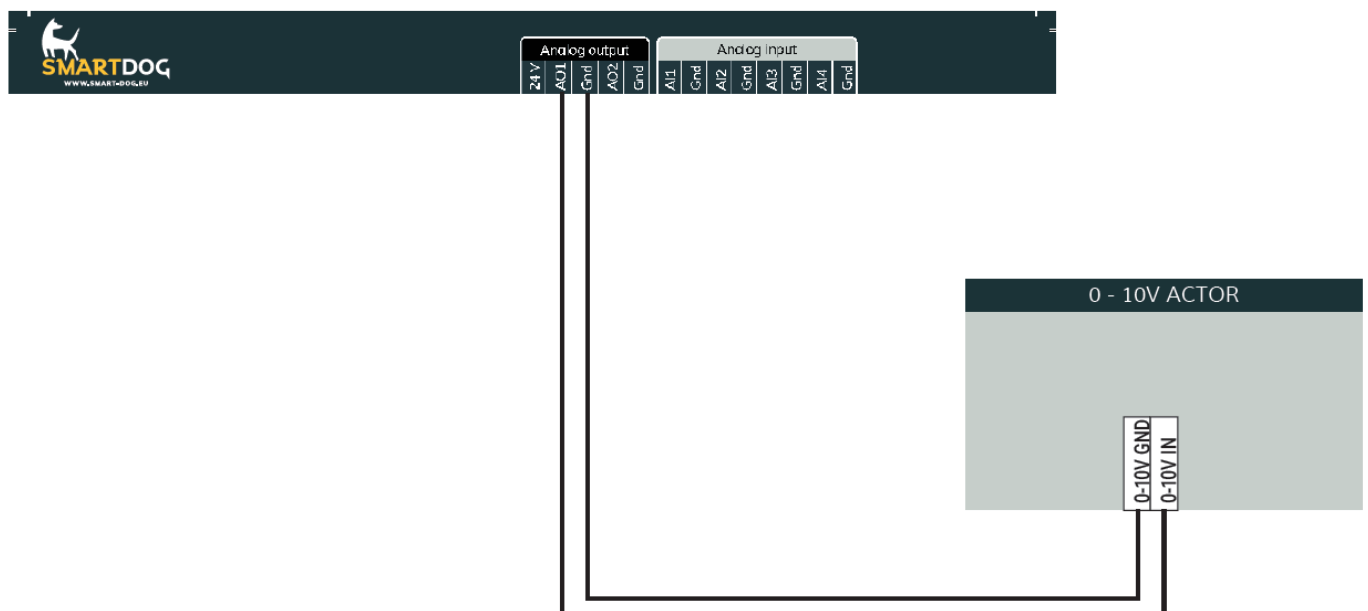 SMARTDOG
WWW.SMART-DOG.EU
Analog output
Analog Input
24 V
AO1
Gnd
AO2
Gnd
AI1
Gnd
AI2
Gnd
AI3
Gnd
AI4
Gnd
0 - 10V ACTOR
0-10V GND
0-10V IN